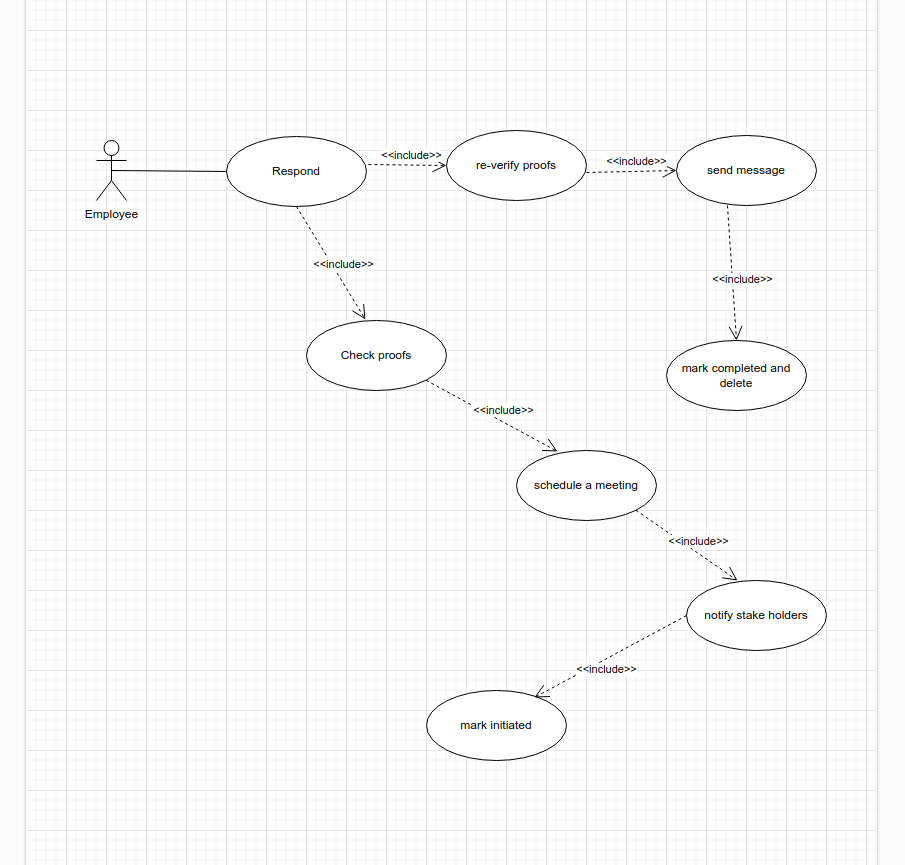 <<include>>
<<include>>
re-verify proofs
Respond
send message
Employee
<<include>>
<<include>>
Check proofs
mark completed and
delete
<<include>>
schedule a meeting
<<include>>
notify stake holders
<<include>>
mark initiated